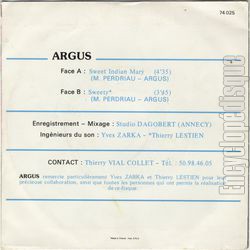 74 025
ARGUS
Face A : Sweet Indian Mary (4'35)
(M. PERDRIAU - ARGUS)
Face B : Sweety* (3'45)
(M. PERDRIAU - ARGUS)
Enregistrement - Mixage : Studio DAGOBERT (ANNECY)
Ingénieurs du son : Yves ZARKA - *Thierry LESTIEN
CONTACT : Thierry VIAL COLLET - Tél. : 50.98.46.05
ARGUS remercie particulièrement Yves ZARKA et Thierry LESTIEN pour leur
précieuse collaboration, ainsi que toutes les personnes qui ont permis la réalisation
de ce disque.